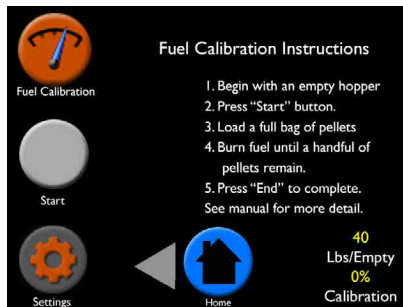 Fuel Calibration Instructions
Fuel Calibration
1. Begin with an empty hopper
2. Press "Start" button.
3. Load a full bag of pellets
4. Burn fuel until a handful of
pellets remain.
5. Press "End" to complete.
See manual for more detail.
Start
40
Lbs/Empty
0%
Calibration
Settings
Home